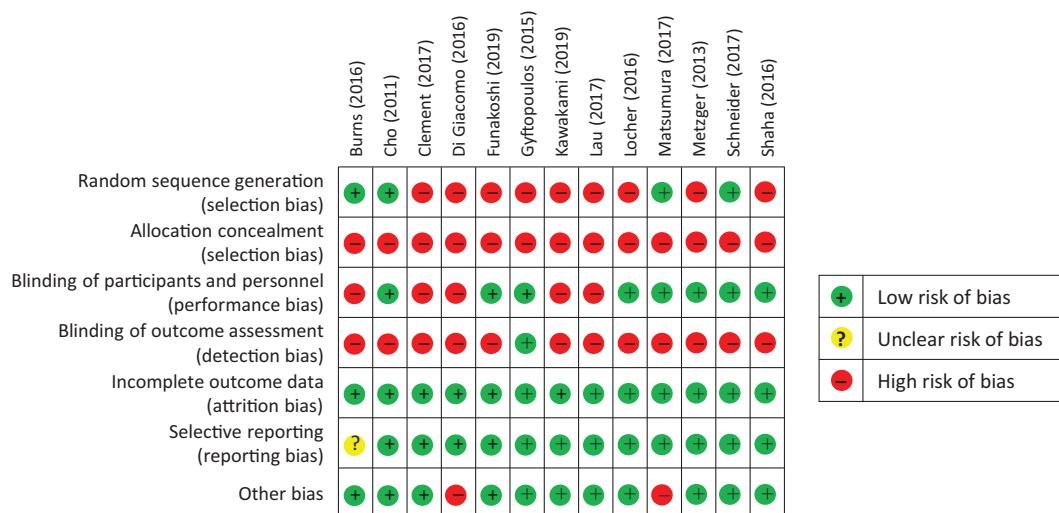 Burns (2016)
Cho (2011)
Clement (2017)
Di Giacomo (2016)
Funakoshi (2019)
Gyftopoulos (2015)
Kawakami (2019)
Lau (2017)
Locher (2016)
Matsumura (2017)
Metzger (2013)
Schneider (2017)
Shaha (2016)
Random sequence generation
(selection bias)
+ + – – – – – – – + – + –
Allocation concealment
(selection bias)
– – – – – – – – – – – – –
Blinding of participants and personnel
(performance bias)
– + – – + + – – + + + + +
Blinding of outcome assessment
(detection bias)
– – – – – + – – – – – – –
Incomplete outcome data
(attrition bias)
+ + + + + + + + + + + + +
Selective reporting
(reporting bias)
? + + + + + + + + + + + +
Other bias
+ + + – + + + + + – + + +
+ Low risk of bias
? Unclear risk of bias
– High risk of bias